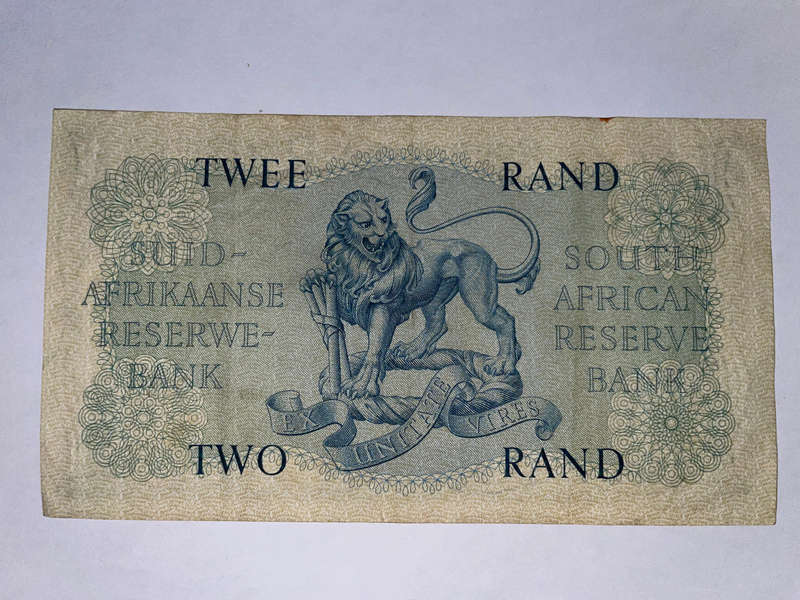 TWEE RAND
SUID-
AFRIKAANSE
RESERWE-
BANK
SOUTH
AFRICAN
RESERVE
BANK
EX UNITATE VIRES
TWO RAND